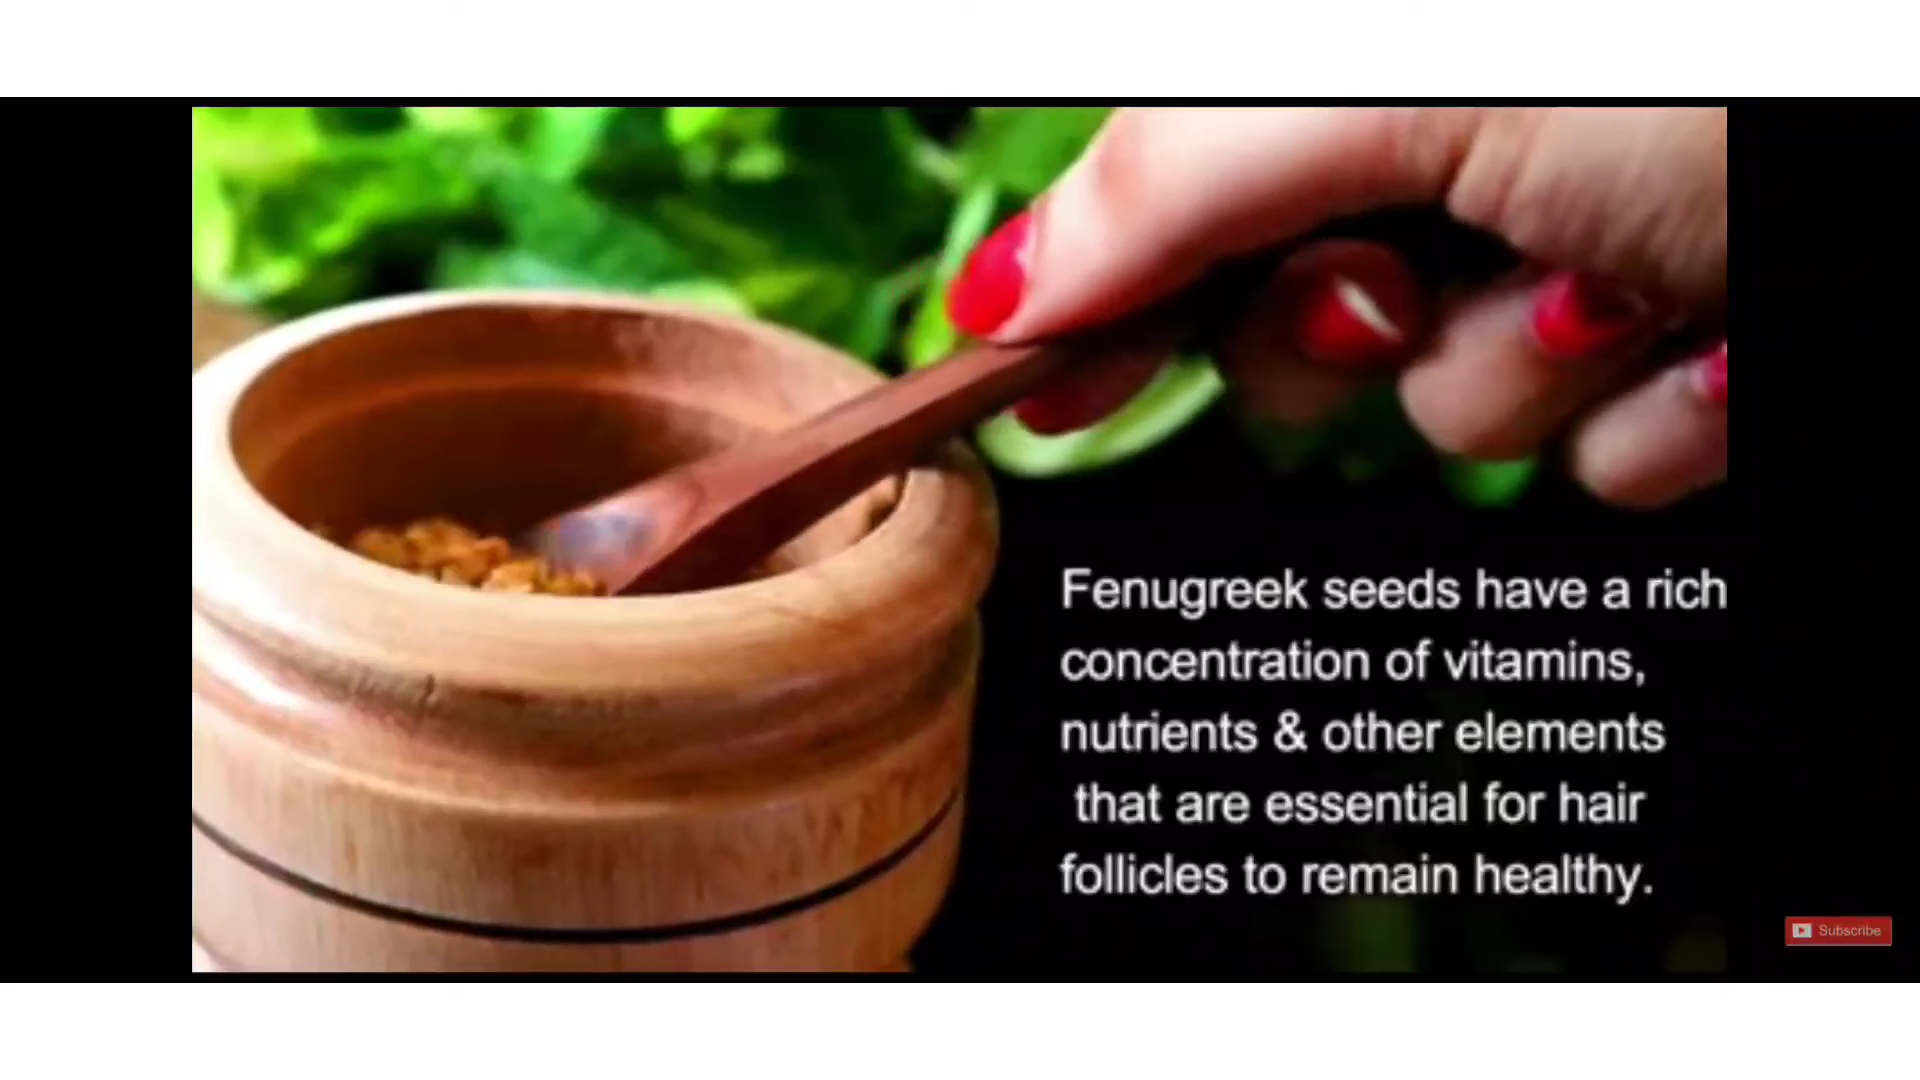 Fenugreek seeds have a rich
concentration of vitamins,
nutrients & other elements
that are essential for hair
follicles to remain healthy.
Subscribe